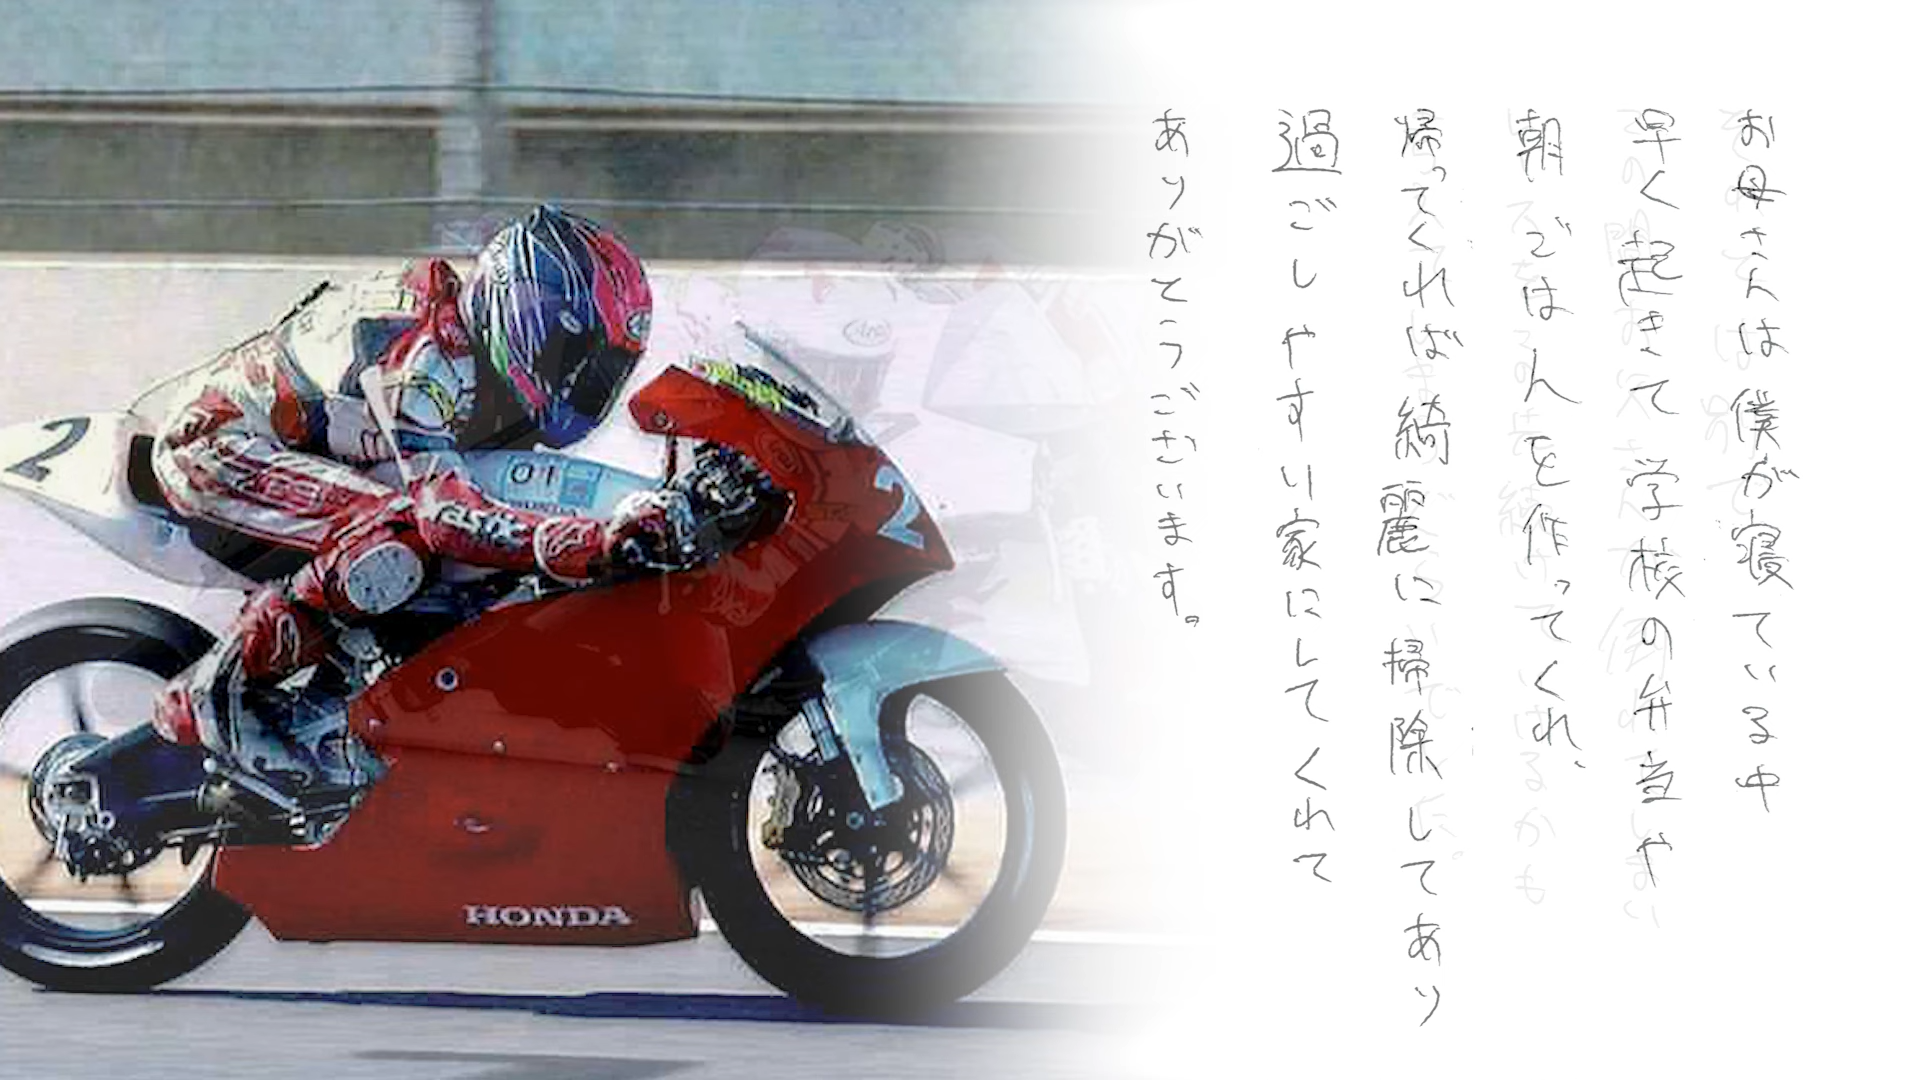 お母さんは僕が寝ている中
早く起きて学校の弁当や
朝ごはんを作ってくれ、
帰ってくれば綺麗に掃除してあり
過ごしやすい家にしてくれて
ありがとうございます。
2
01
HONDA
2
HONDA